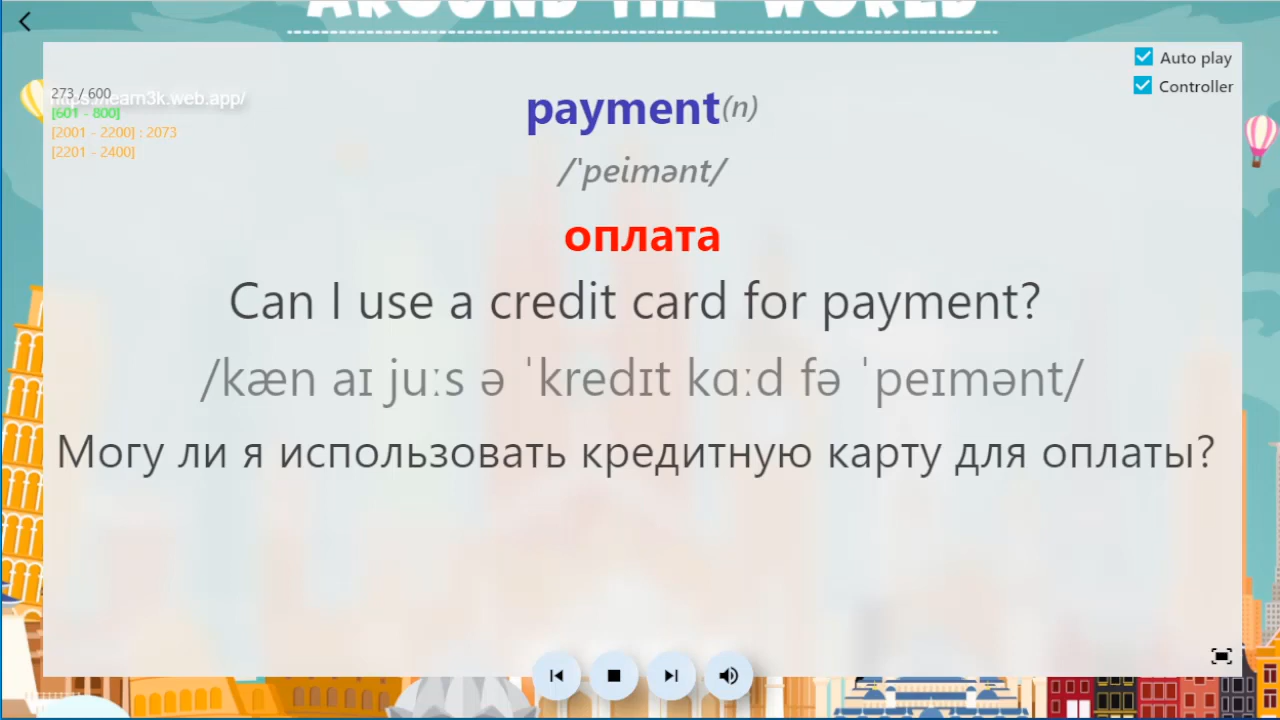 AROUND THE WORLD
Auto play
Controller
273 / 600
https://learn3k.web.app/
[601 - 800]
[2001 - 2200] : 2073
[2201 - 2400]
payment(n)
/'peimənt/
оплата
Can I use a credit card for payment?
/kæn aɪ juːs ə ˈkredɪt kɑːd fə ˈpeɪmənt/
Могу ли я использовать кредитную карту для оплаты?